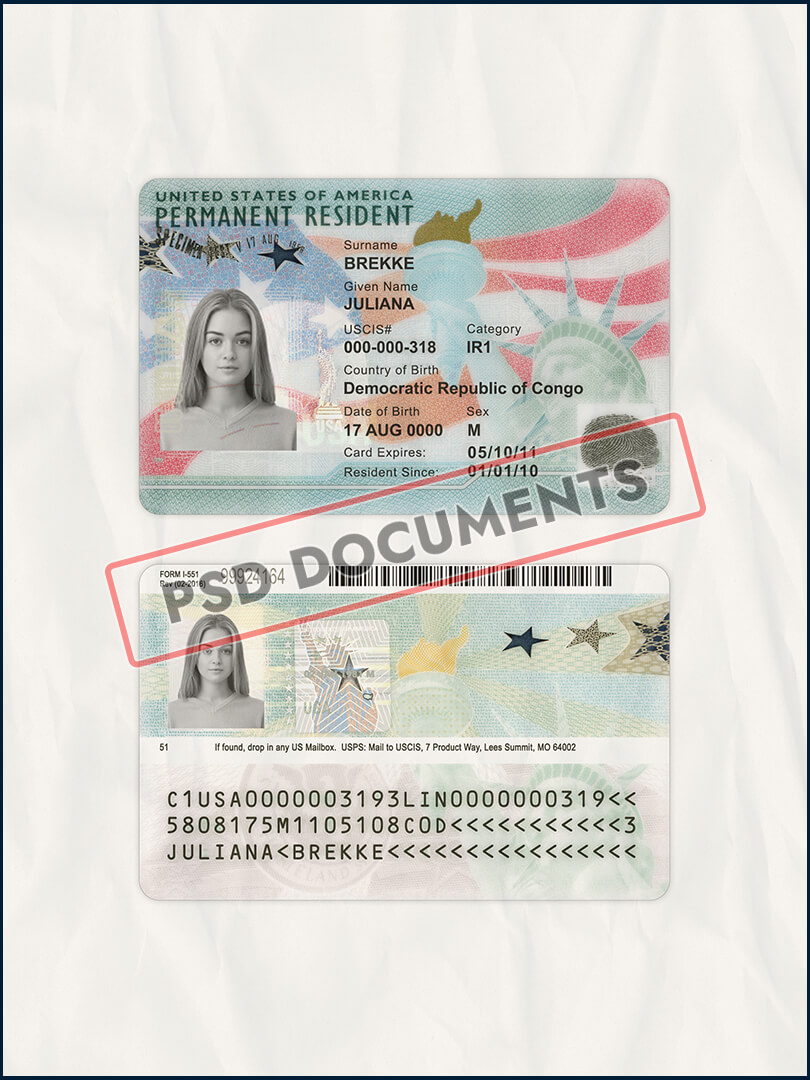 UNITED STATES OF AMERICA
PERMANENT RESIDENT
SPECIMEN 17 AUG
Surname
BREKKE
Given Name
JULIANA
USCIS# Category
000-000-318 IR1
Country of Birth
Democratic Republic of Congo
Date of Birth Sex
17 AUG 0000 M
Card Expires: 05/10/11
Resident Since: 01/01/10
USA
PSD DOCUMENTS
FORM I-551
Rev (02-2016)
99924164
51 If found, drop in any US Mailbox. USPS: Mail to USCIS, 7 Product Way, Lees Summit, MO 64002
C1USA0000003193LIN0000000319<<
5808175M1105108COD<<<<<<<<<<<3
JULIANA<BREKKE<<<<<<<<<<<<<<<<